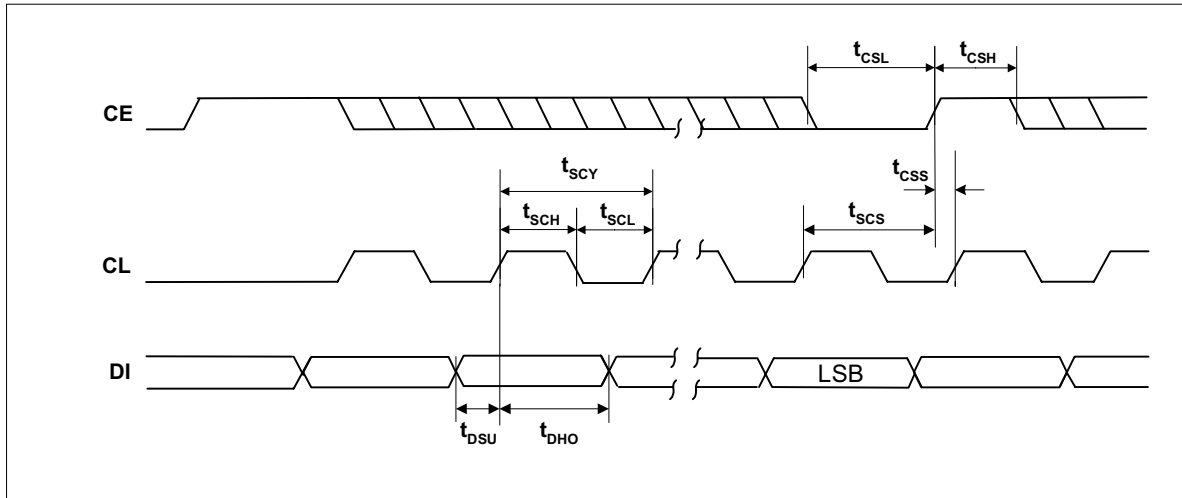 tCSL tCSH
CE
tSCY
tCSS
tSCH tSCL
tSCS
CL
DI
LSB
tDSU tDHO